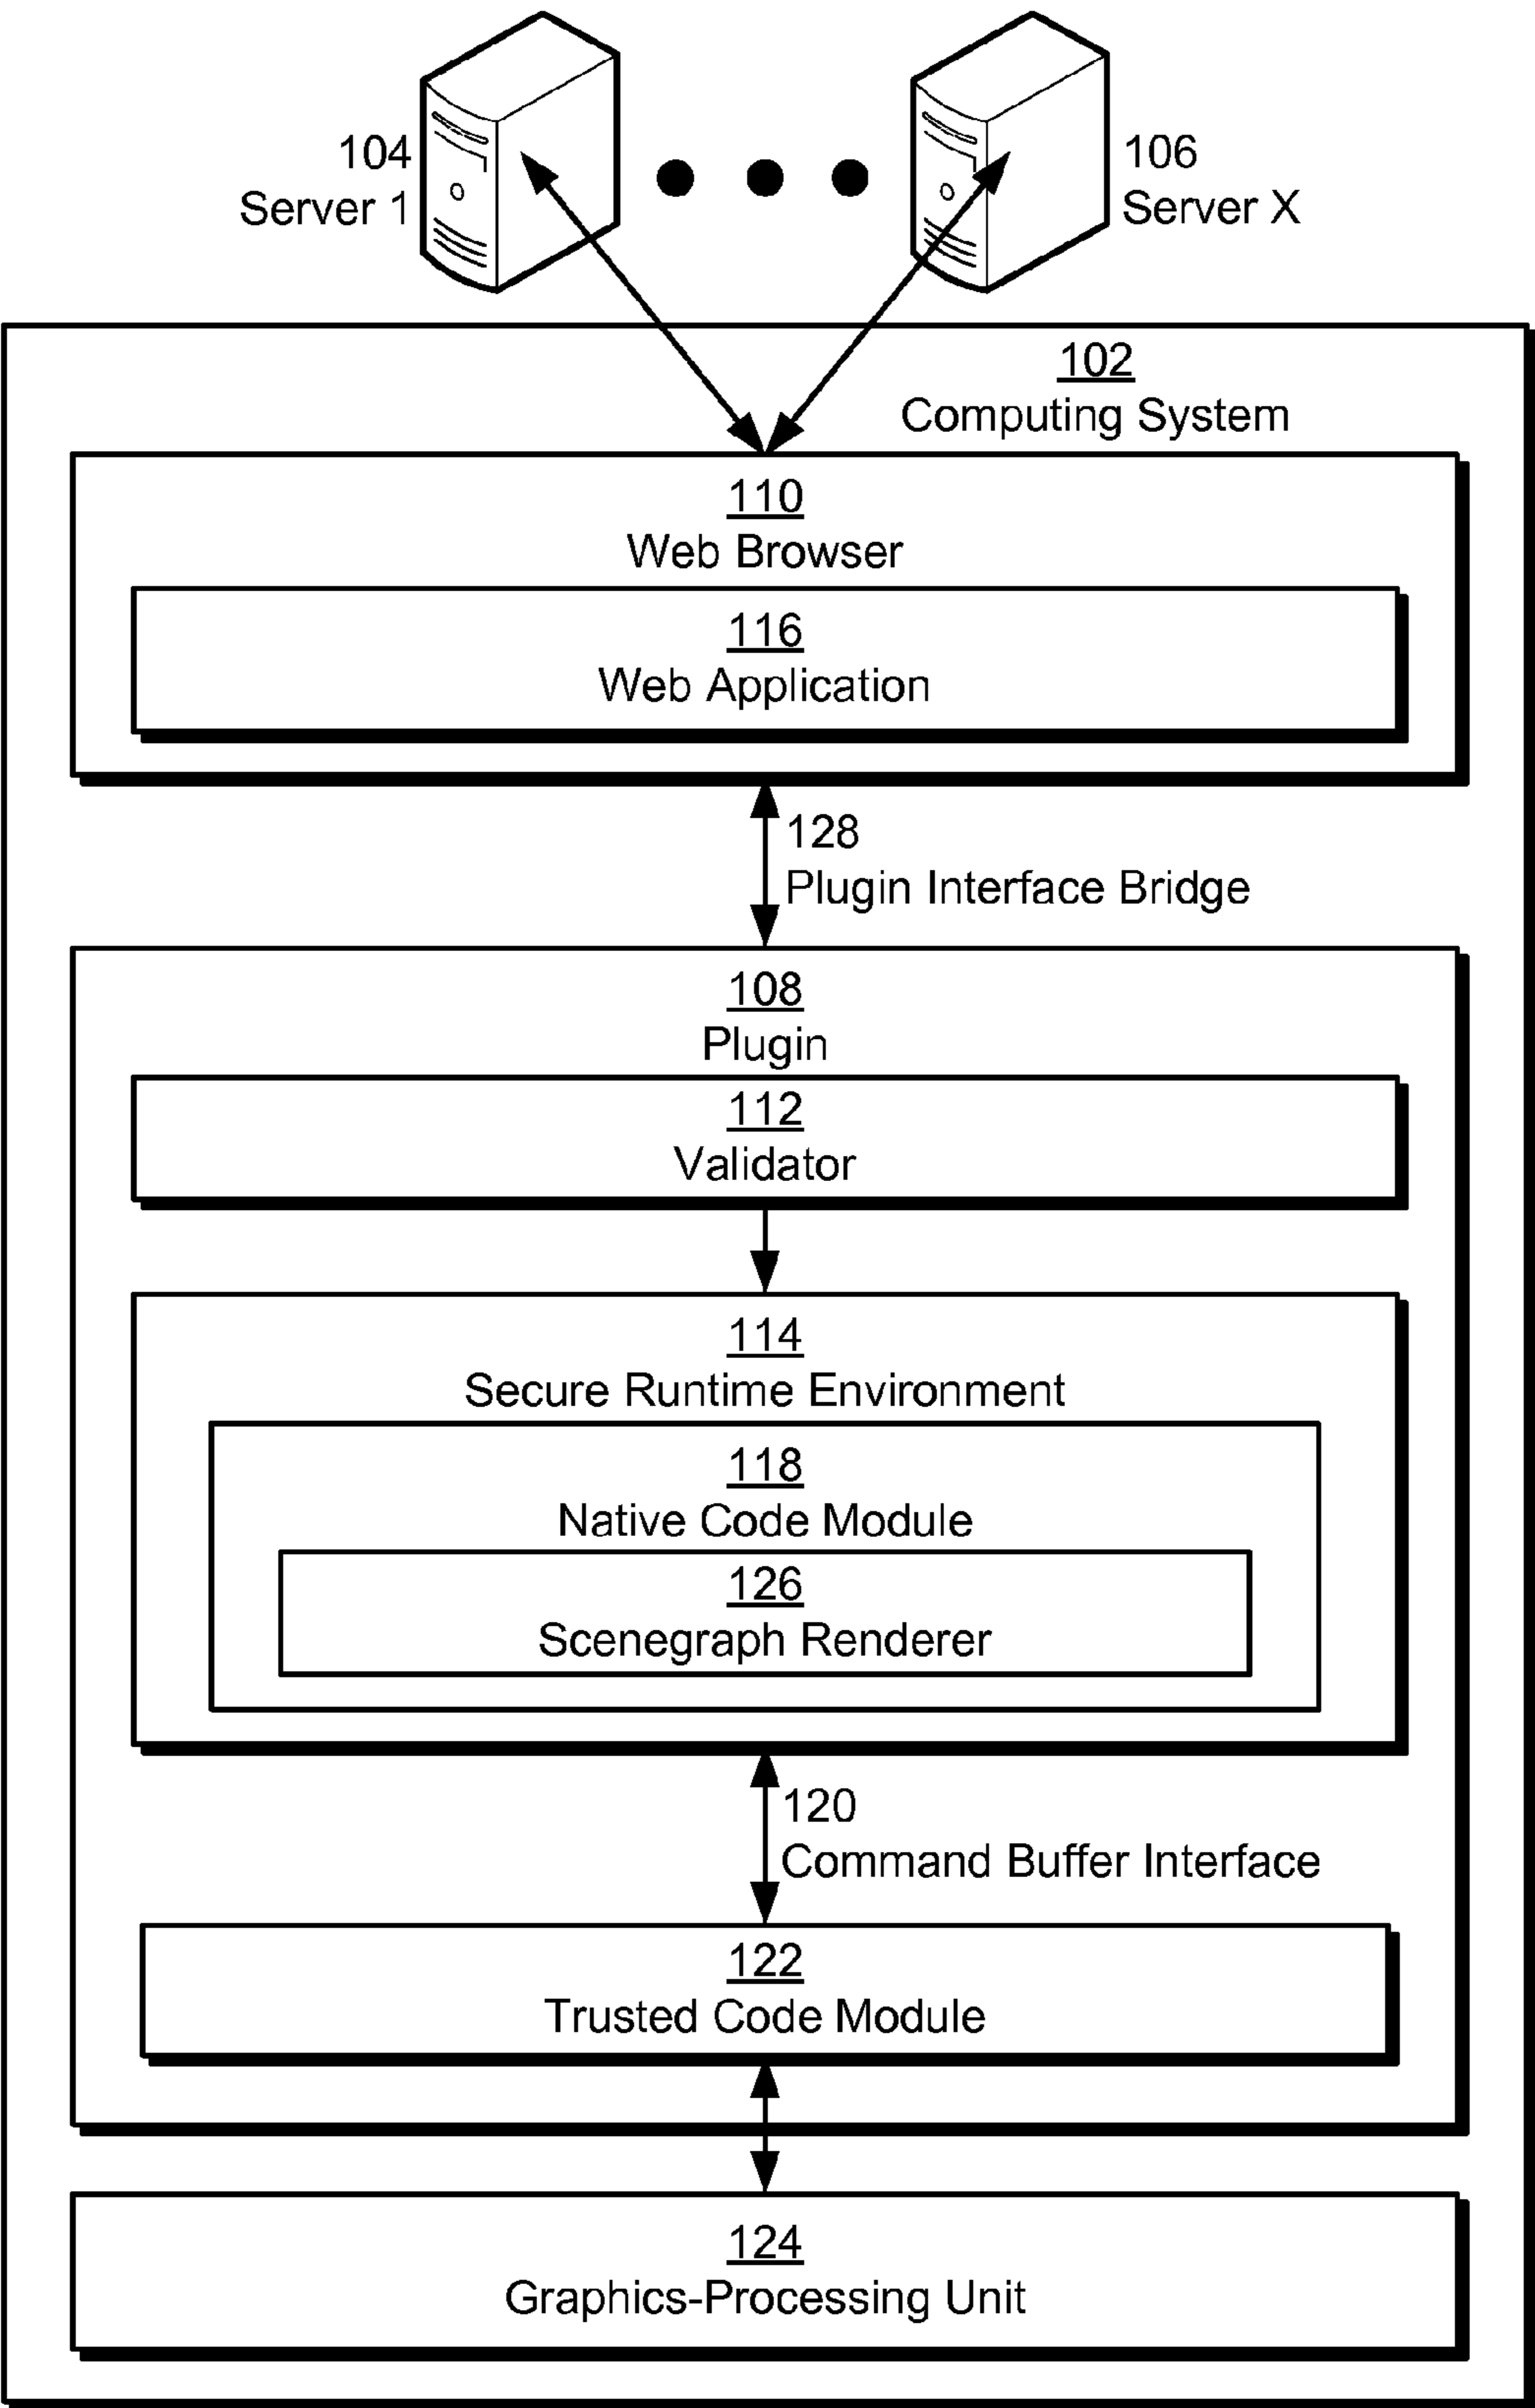 104
Server 1
106
Server X
102
Computing System
110
Web Browser
116
Web Application
128
Plugin Interface Bridge
108
Plugin
112
Validator
114
Secure Runtime Environment
118
Native Code Module
126
Scenegraph Renderer
120
Command Buffer Interface
122
Trusted Code Module
124
Graphics-Processing Unit